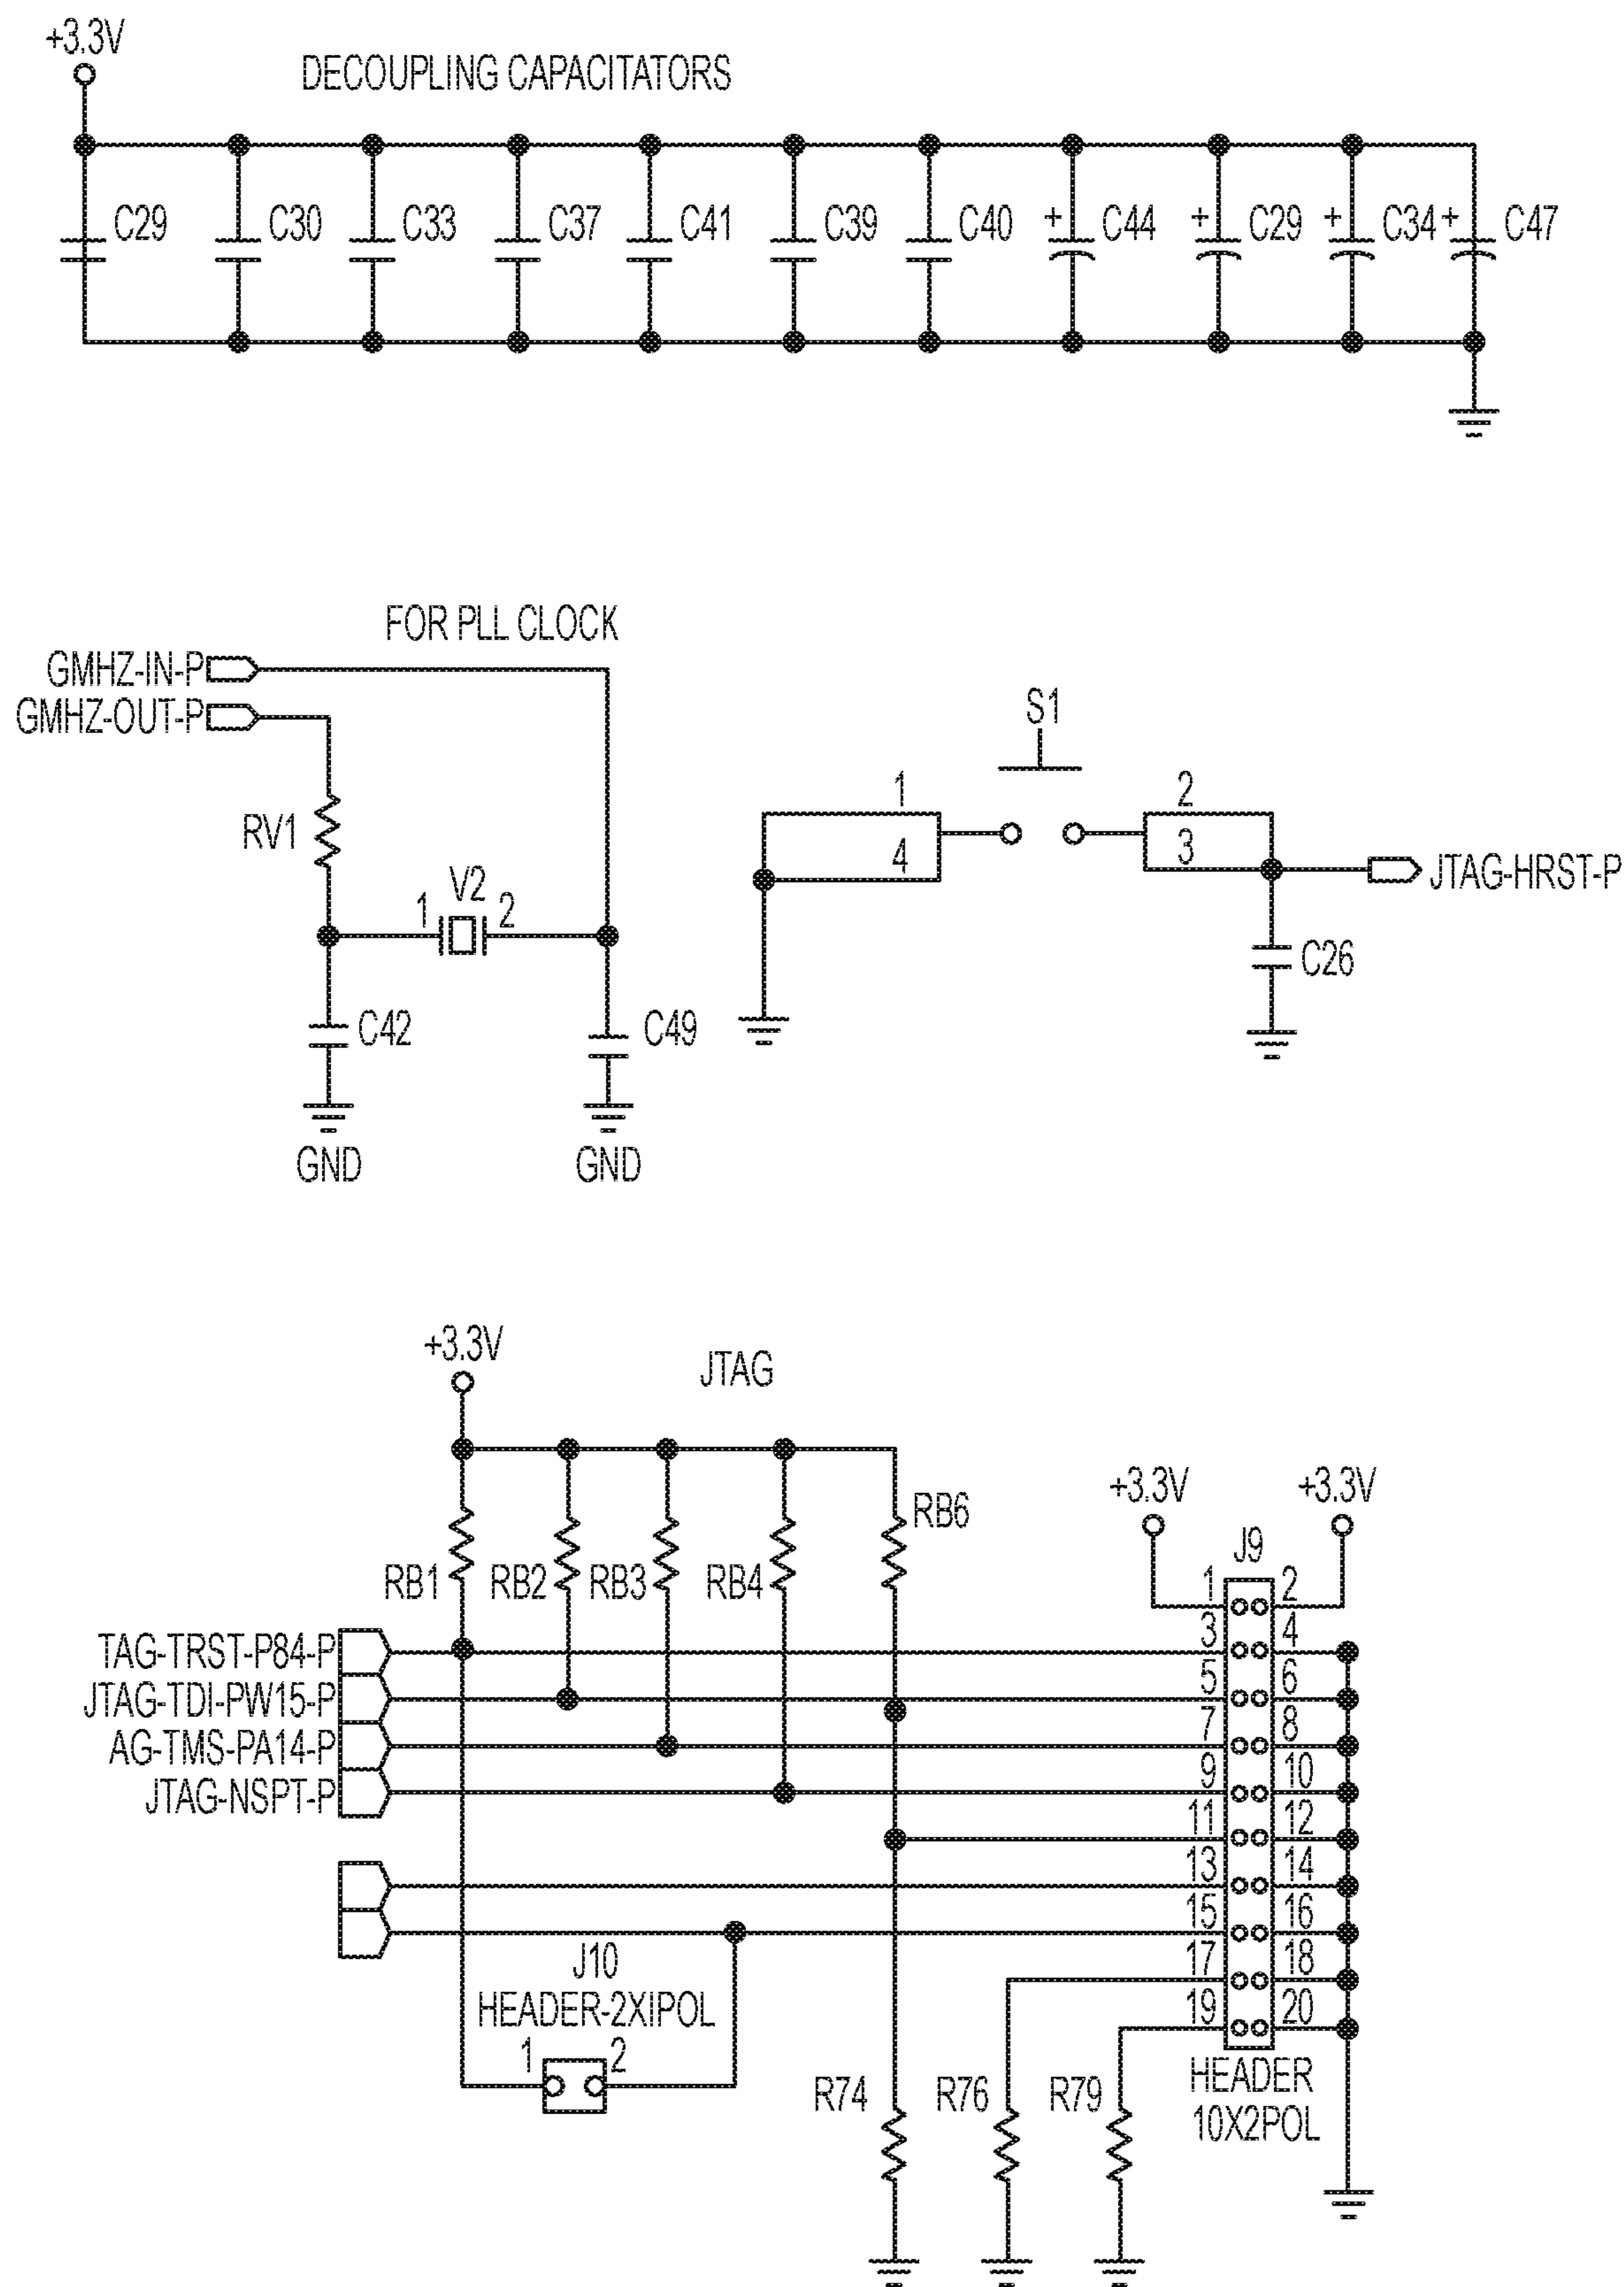 +3.3V
DECOUPLING CAPACITATORS
C29 C30 C33 C37 C41 C39 C40 + C44 + C29 + C34 + C47
FOR PLL CLOCK
GMHZ-IN-P
GMHZ-OUT-P
RV1
1 V2 2
C42 C49
GND GND
S1
1 2
4 3
JTAG-HRST-P
C26
+3.3V
JTAG
+3.3V +3.3V
RB6
J9
RB1 RB2 RB3 RB4
1 2
3 4
TAG-TRST-P84-P
5 6
JTAG-TDI-PW15-P
7 8
AG-TMS-PA14-P
9 10
JTAG-NSPT-P
11 12
13 14
15 16
J10
17 18
HEADER-2XIPOL
19 20
1 2
HEADER
10X2POL
R74 R76 R79